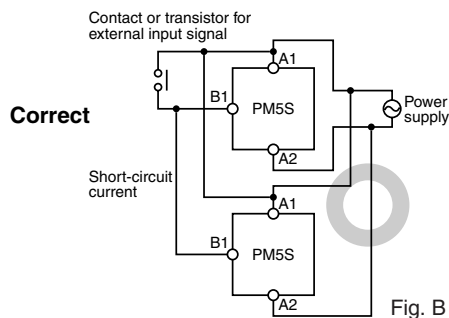 Contact or transistor for
external input signal
A1
B1
PM5S
Power
supply
Correct
A2
Short-circuit
current
A1
B1
PM5S
A2
Fig. B